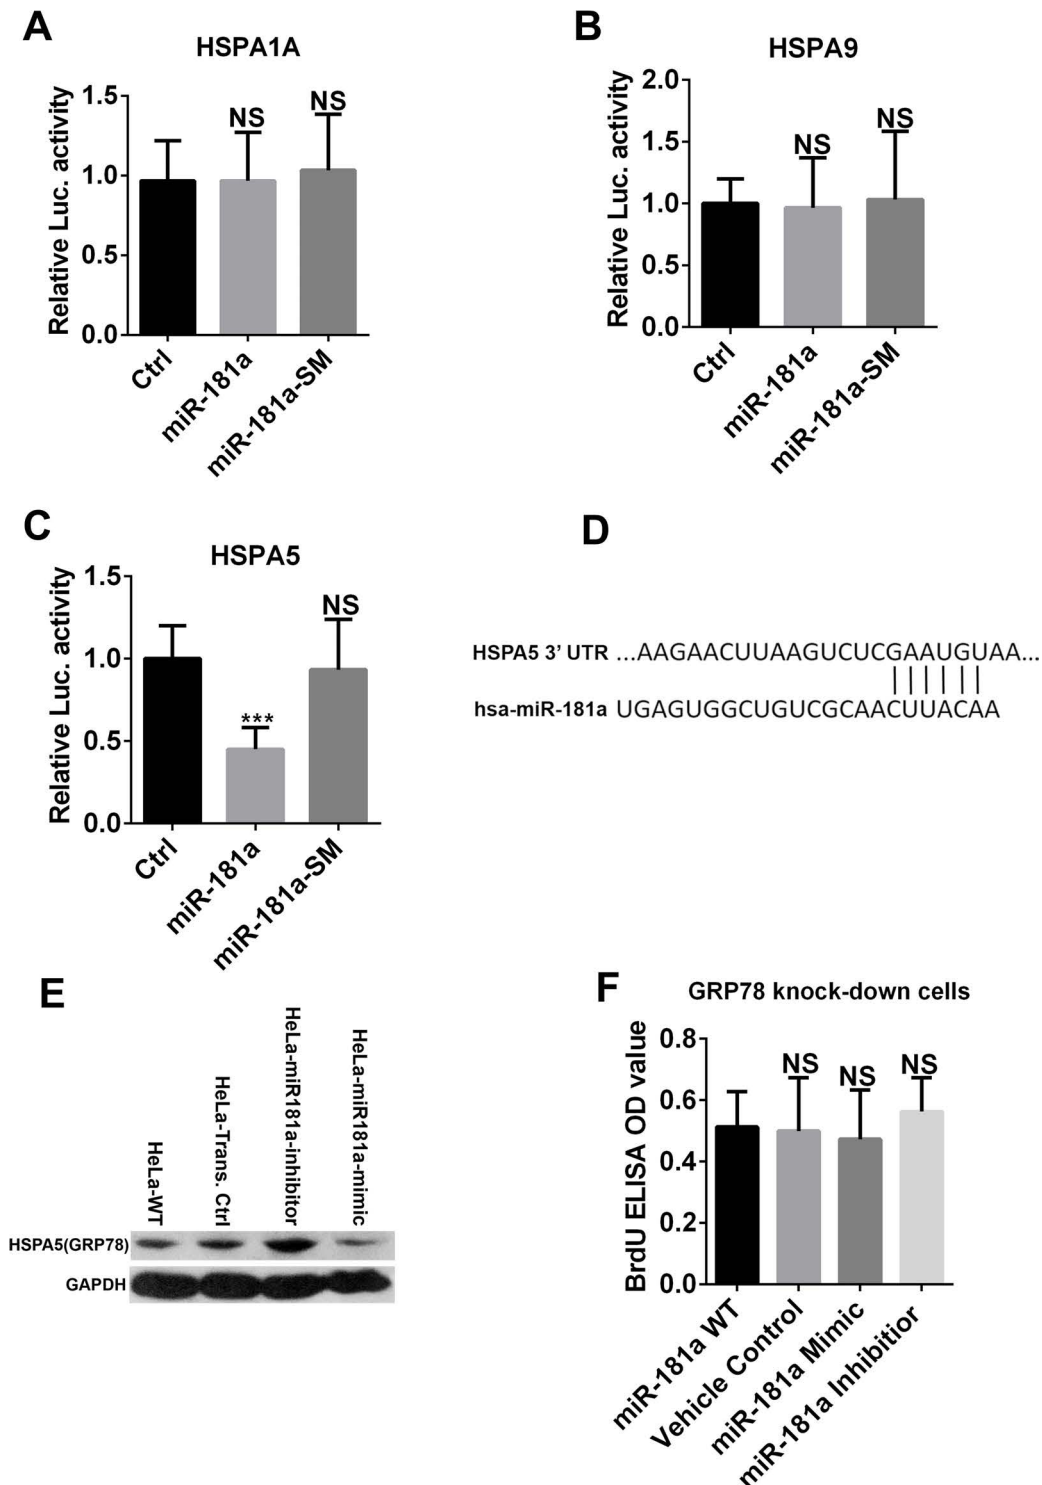 A
HSPA1A
Relative Luc. activity
1.5
1.0
0.5
0.0
NS
NS
Ctrl
miR-181a
miR-181a-SM
B
HSPA9
Relative Luc. activity
2.0
1.5
1.0
0.5
0.0
NS
NS
Ctrl
miR-181a
miR-181a-SM
C
HSPA5
Relative Luc. activity
1.5
1.0
0.5
0.0
***
NS
Ctrl
miR-181a
miR-181a-SM
D
HSPA5 3' UTR ...AAGAACUUAAGUCUCGAAUGUAA...
hsa-miR-181a UGAGUGGCUGUCGCAACUUACAA
E
HeLa-WT
HeLa-Trans. Ctrl
HeLa-miR181a-inhibitor
HeLa-miR181a-mimic
HSPA5(GRP78)
GAPDH
F
GRP78 knock-down cells
BrdU ELISA OD value
0.8
0.6
0.4
0.2
0.0
NS
NS
NS
miR-181a WT
Vehicle Control
miR-181a Mimic
miR-181a Inhibitior